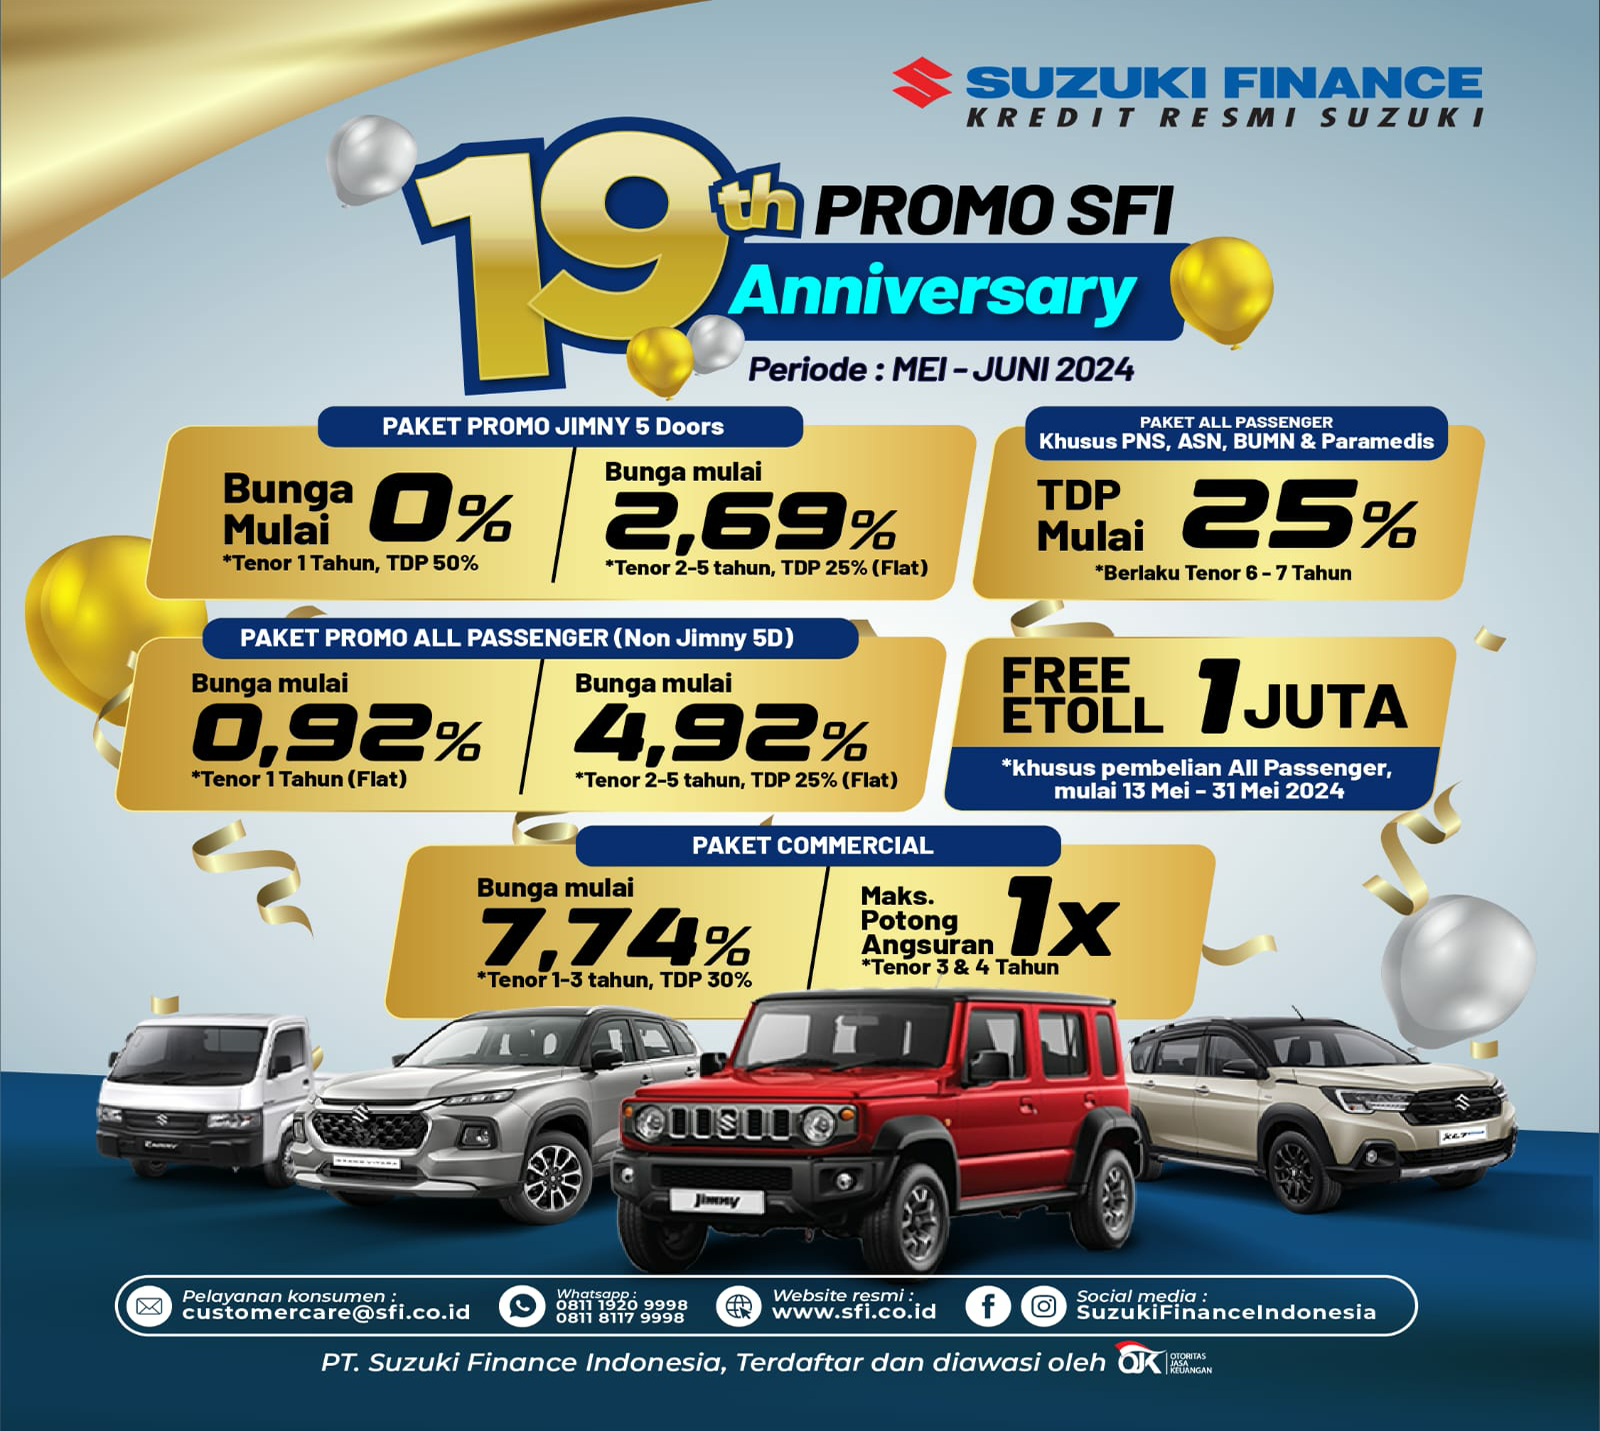 SUZUKI FINANCE
KREDIT RESMI SUZUKI
19th PROMO SFI
Anniversary
Periode : MEI - JUNI 2024
PAKET PROMO JIMNY 5 Doors
Bunga
Mulai 0%
*Tenor 1 Tahun, TDP 50%
Bunga mulai
2,69%
*Tenor 2-5 tahun, TDP 25% (Flat)
PAKET ALL PASSENGER
Khusus PNS, ASN, BUMN & Paramedis
TDP
Mulai 25%
*Berlaku Tenor 6 - 7 Tahun
PAKET PROMO ALL PASSENGER (Non Jimny 5D)
Bunga mulai
0,92%
*Tenor 1 Tahun (Flat)
Bunga mulai
4,92%
*Tenor 2-5 tahun, TDP 25% (Flat)
FREE
ETOLL 1 JUTA
*khusus pembelian All Passenger,
mulai 13 Mei - 31 Mei 2024
PAKET COMMERCIAL
Bunga mulai
7,74%
*Tenor 1-3 tahun, TDP 30%
Maks.
Potong
Angsuran 1x
*Tenor 3 & 4 Tahun
CARRY
GRAND VITARA
Jimny
XL7
Pelayanan konsumen :
customercare@sfi.co.id
Whatsapp :
0811 1920 9998
0811 8117 9998
Website resmi :
www.sfi.co.id
Social media :
SuzukiFinanceIndonesia
PT. Suzuki Finance Indonesia, Terdaftar dan diawasi oleh OJK OTORITAS
JASA
KEUANGAN